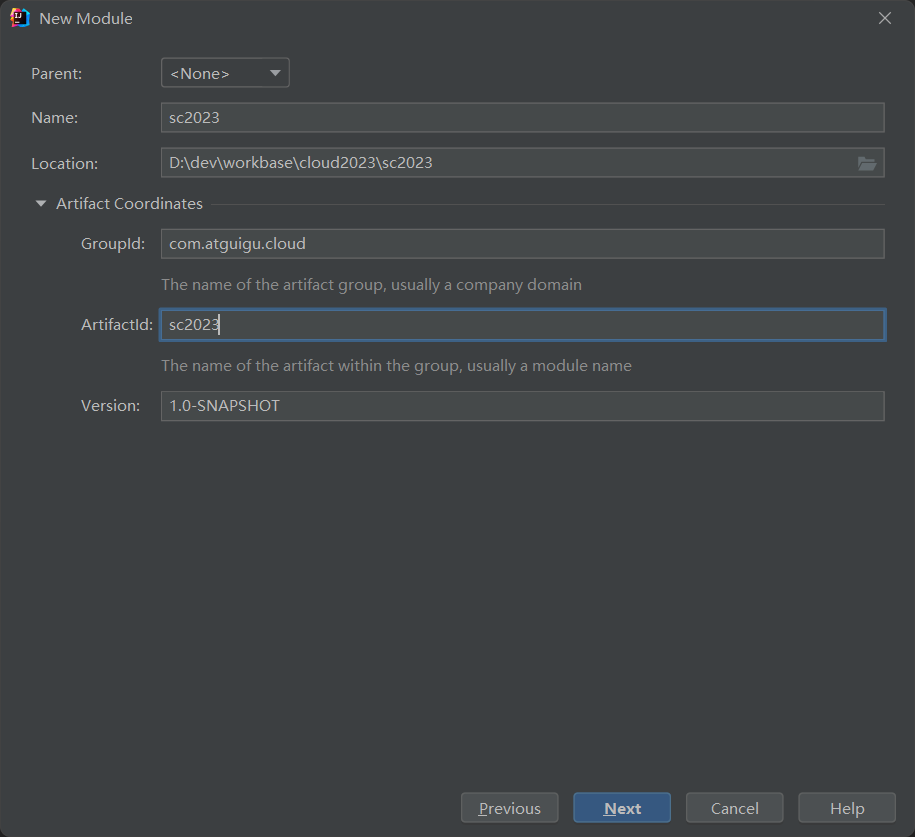 New Module
Parent: <None>
Name: sc2023
Location: D:\dev\workbase\cloud2023\sc2023
Artifact Coordinates
GroupId: com.atguigu.cloud
The name of the artifact group, usually a company domain
ArtifactId: sc2023
The name of the artifact within the group, usually a module name
Version: 1.0-SNAPSHOT
Previous Next Cancel Help